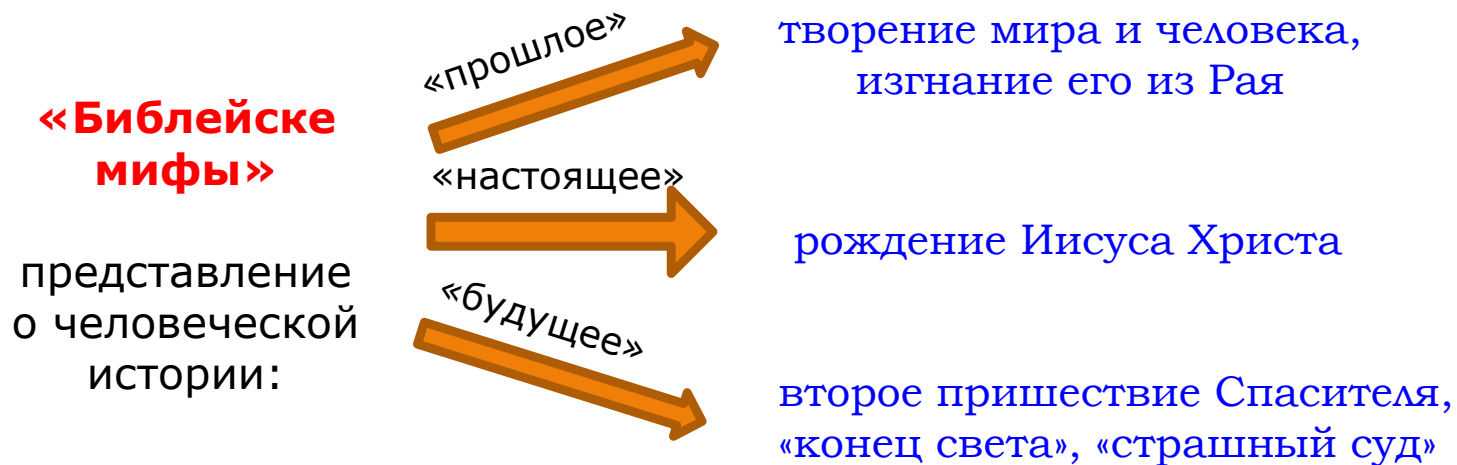 «Библейске
мифы»
представление
о человеческой
истории:
«прошлое»
творение мира и человека,
изгнание его из Рая
«настоящее»
рождение Иисуса Христа
«будущее»
второе пришествие Спасителя,
«конец света», «страшный суд»